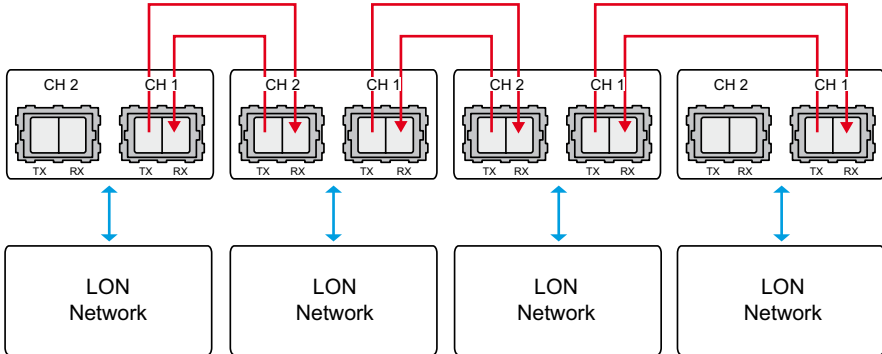 CH 2 CH 1 CH 2 CH 1 CH 2 CH 1 CH 2 CH 1
TX RX TX RX TX RX TX RX TX RX TX RX TX RX TX RX
LON LON LON LON
Network Network Network Network